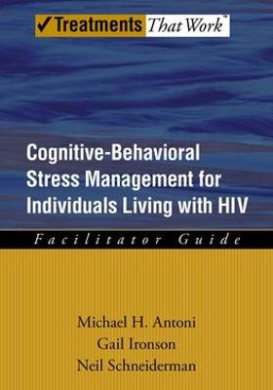 Treatments That Work™
Cognitive-Behavioral
Stress Management for
Individuals Living with HIV
Facilitator Guide
Michael H. Antoni
Gail Ironson
Neil Schneiderman